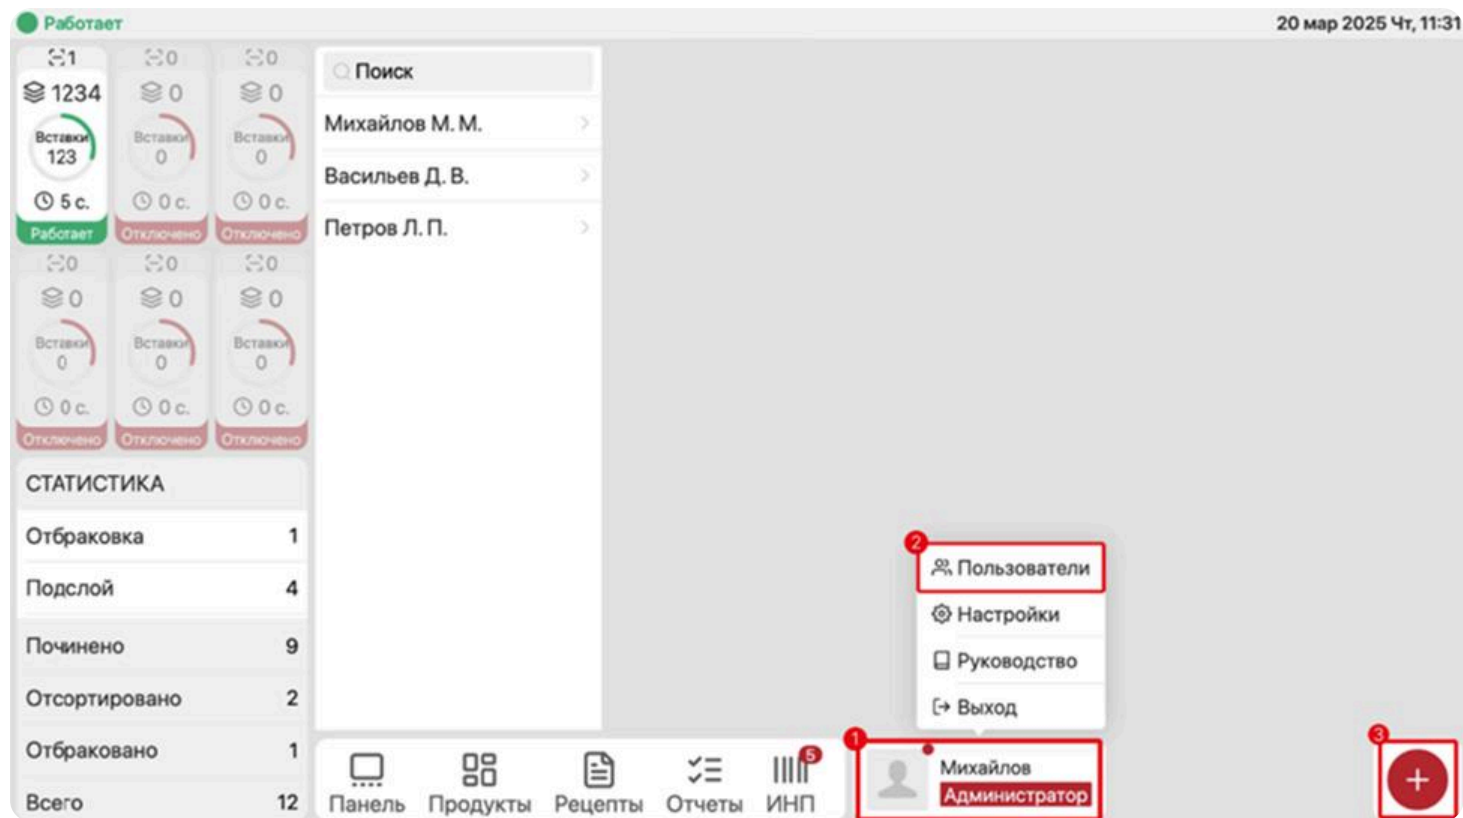 Работает
20 мар 2025 Чт, 11:31
1
0
0
1234
0
0
Вставки
123
Вставки
0
Вставки
0
5 с.
0 с.
0 с.
Работает
Отключено
Отключено
0
0
0
0
0
0
Вставки
0
Вставки
0
Вставки
0
0 с.
0 с.
0 с.
Отключено
Отключено
Отключено
СТАТИСТИКА
Отбраковка 1
Подслой 4
Починено 9
Отсортировано 2
Отбраковано 1
Всего 12
Поиск
Михайлов М. М.
Васильев Д. В.
Петров Л. П.
2
Пользователи
Настройки
Руководство
Выход
Панель
Продукты
Рецепты
Отчеты
5
ИНП
1
Михайлов
Администратор
3
+